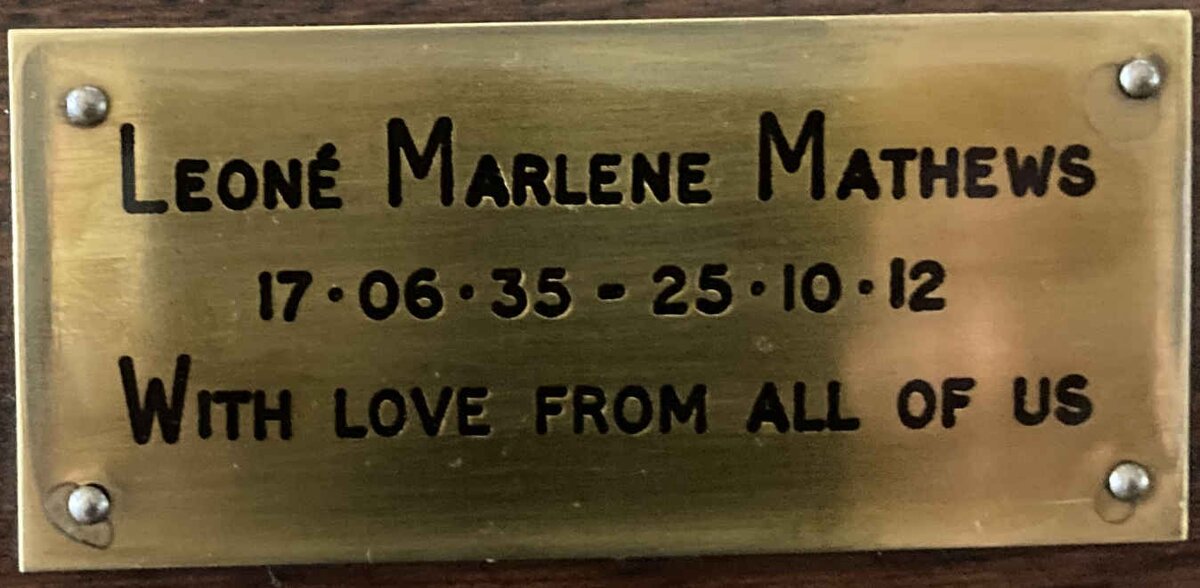 LEONÉ MARLENE MATHEWS
17·06·35 - 25·10·12
WITH LOVE FROM ALL OF US